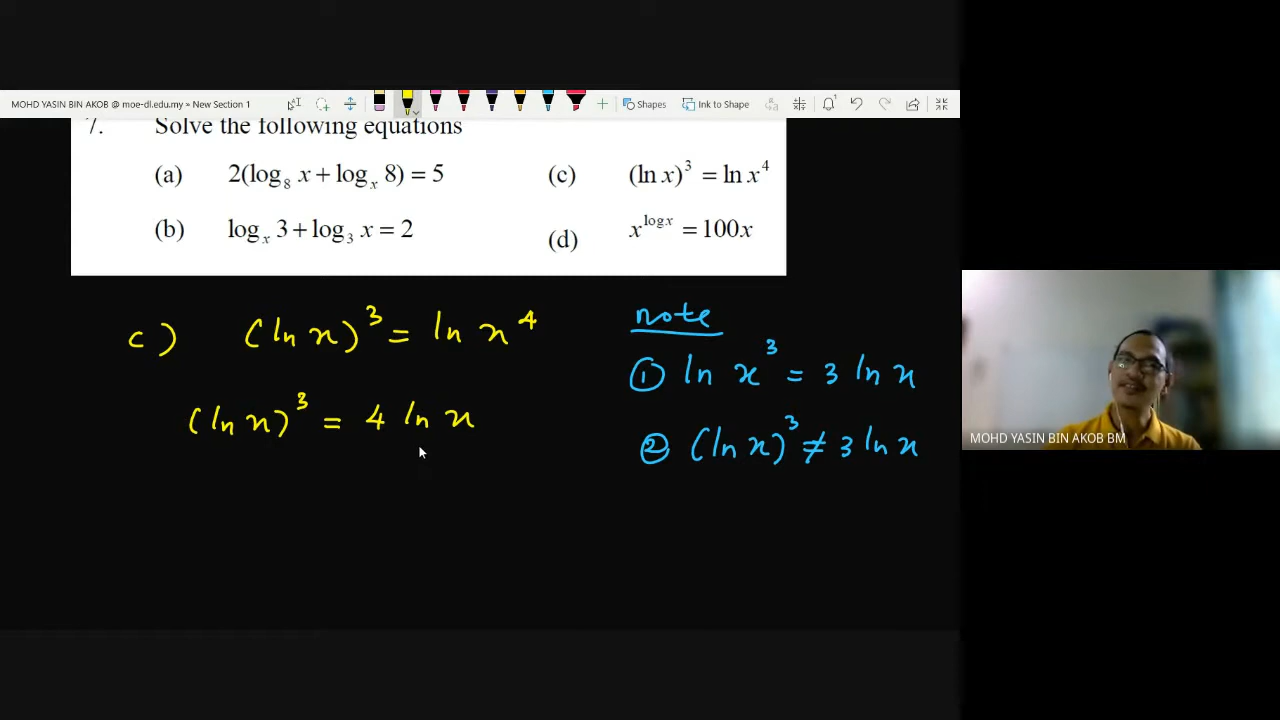 MOHD YASIN BIN AKOB @ moe-dl.edu.my » New Section 1
Shapes
Ink to Shape
7. Solve the following equations
(a) 2(log₈ x + logₓ 8) = 5
(c) (ln x)³ = ln x⁴
(b) logₓ 3 + log₃ x = 2
(d) x^(log x) = 100x
c) (ln x)³ = ln x⁴
(ln x)³ = 4 ln x
note
① ln x³ = 3 ln x
② (ln x)³ ≠ 3 ln x
MOHD YASIN BIN AKOB BM